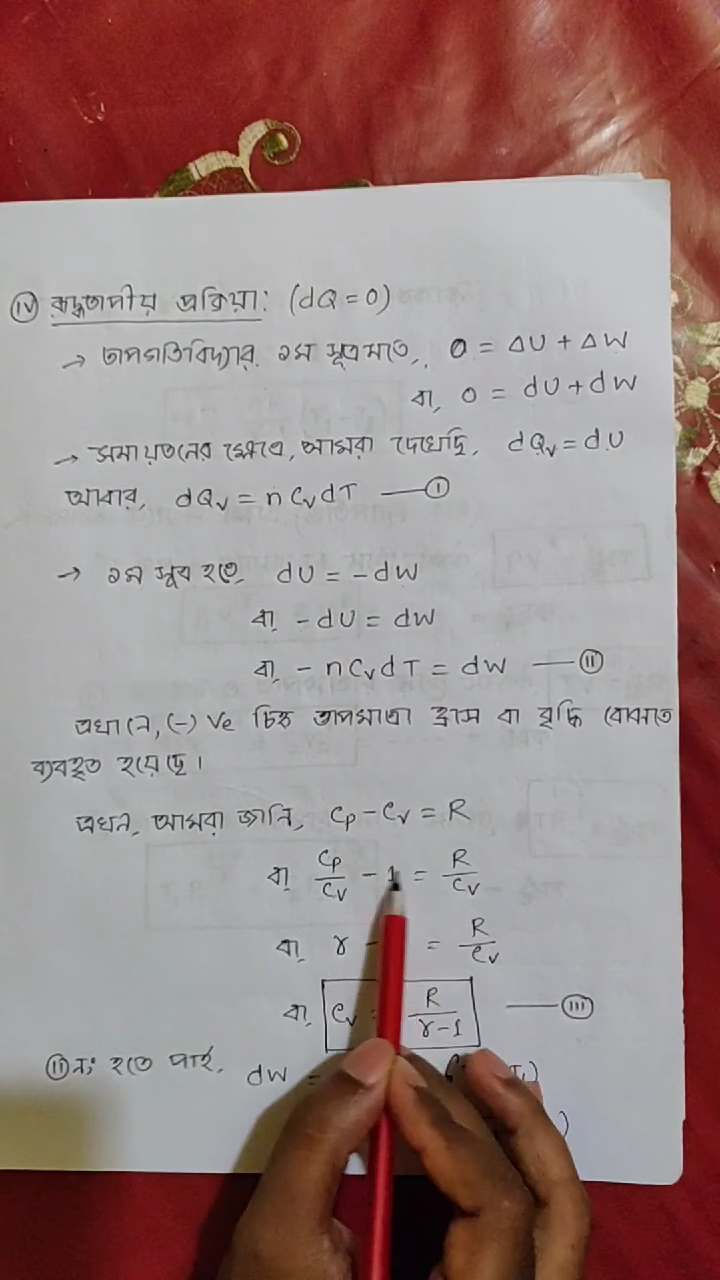 (iv) রুদ্ধতাপীয় প্রক্রিয়া: (dQ = 0)
→ তাপগতিবিদ্যার ১ম সূত্রমতে, 0 = ΔU + ΔW
বা, 0 = dU + dW
→ সমআয়তনের ক্ষেত্রে, আমরা দেখেছি, dQv = dU
আবার, dQv = nCvdT —(I)
→ ১ম সূত্র হতে, dU = -dW
বা, -dU = dW
বা, -nCvdT = dW —(II)
এখানে, (-) ve চিহ্ন তাপমাত্রা হ্রাস বা বৃদ্ধি বোঝাতে
ব্যবহৃত হয়েছে।
এখন, আমরা জানি, Cp - Cv = R
বা, Cp/Cv - 1 = R/Cv
বা, γ - = R/Cv
বা, Cv = R/γ-1 —(III)
(II) নং হতে পাই, dW =